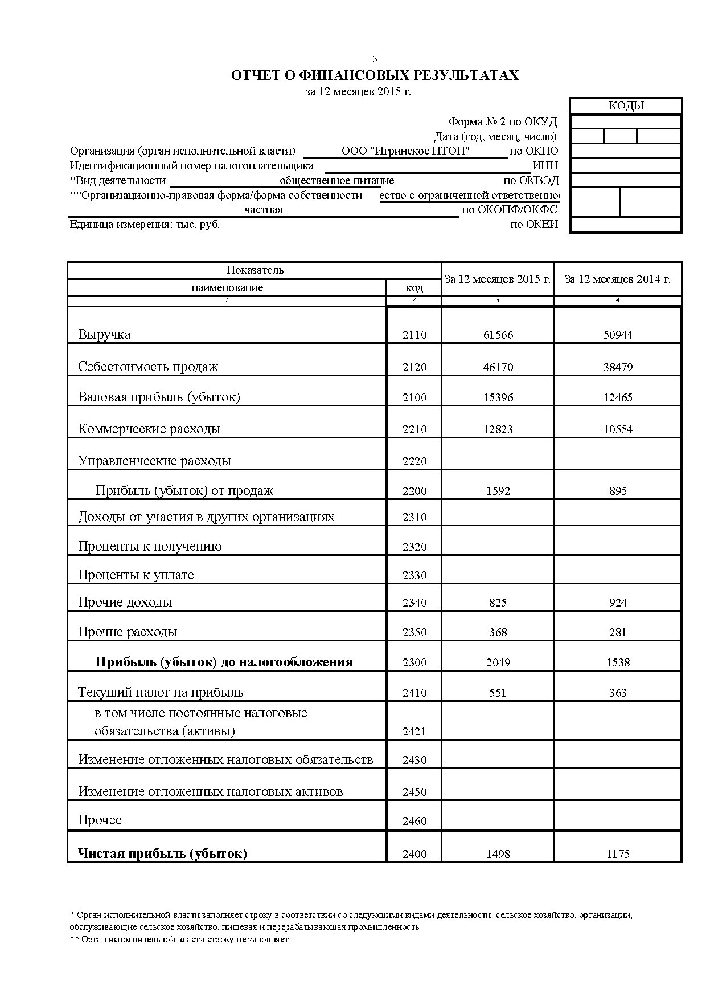 3
ОТЧЕТ О ФИНАНСОВЫХ РЕЗУЛЬТАТАХ
за 12 месяцев 2015 г.
КОДЫ
Форма № 2 по ОКУД
Дата (год, месяц, число)
Организация (орган исполнительной власти) ООО "Игринское ПТОП" по ОКПО
Идентификационный номер налогоплательщика ИНН
*Вид деятельности общественное питание по ОКВЭД
**Организационно-правовая форма/форма собственности ество с ограниченной ответственно
частная по ОКОПФ/ОКФС
Единица измерения: тыс. руб. по ОКЕИ
Показатель За 12 месяцев 2015 г. За 12 месяцев 2014 г.
наименование код
1 2 3 4
Выручка 2110 61566 50944
Себестоимость продаж 2120 46170 38479
Валовая прибыль (убыток) 2100 15396 12465
Коммерческие расходы 2210 12823 10554
Управленческие расходы 2220
Прибыль (убыток) от продаж 2200 1592 895
Доходы от участия в других организациях 2310
Проценты к получению 2320
Проценты к уплате 2330
Прочие доходы 2340 825 924
Прочие расходы 2350 368 281
Прибыль (убыток) до налогообложения 2300 2049 1538
Текущий налог на прибыль 2410 551 363
в том числе постоянные налоговые
обязательства (активы) 2421
Изменение отложенных налоговых обязательств 2430
Изменение отложенных налоговых активов 2450
Прочее 2460
Чистая прибыль (убыток) 2400 1498 1175
* Орган исполнительной власти заполняет строку в соответствии со следующими видами деятельности: сельское хозяйство, организации,
обслуживающие сельское хозяйство, пищевая и перерабатывающая промышленность
** Орган исполнительной власти строку не заполняет